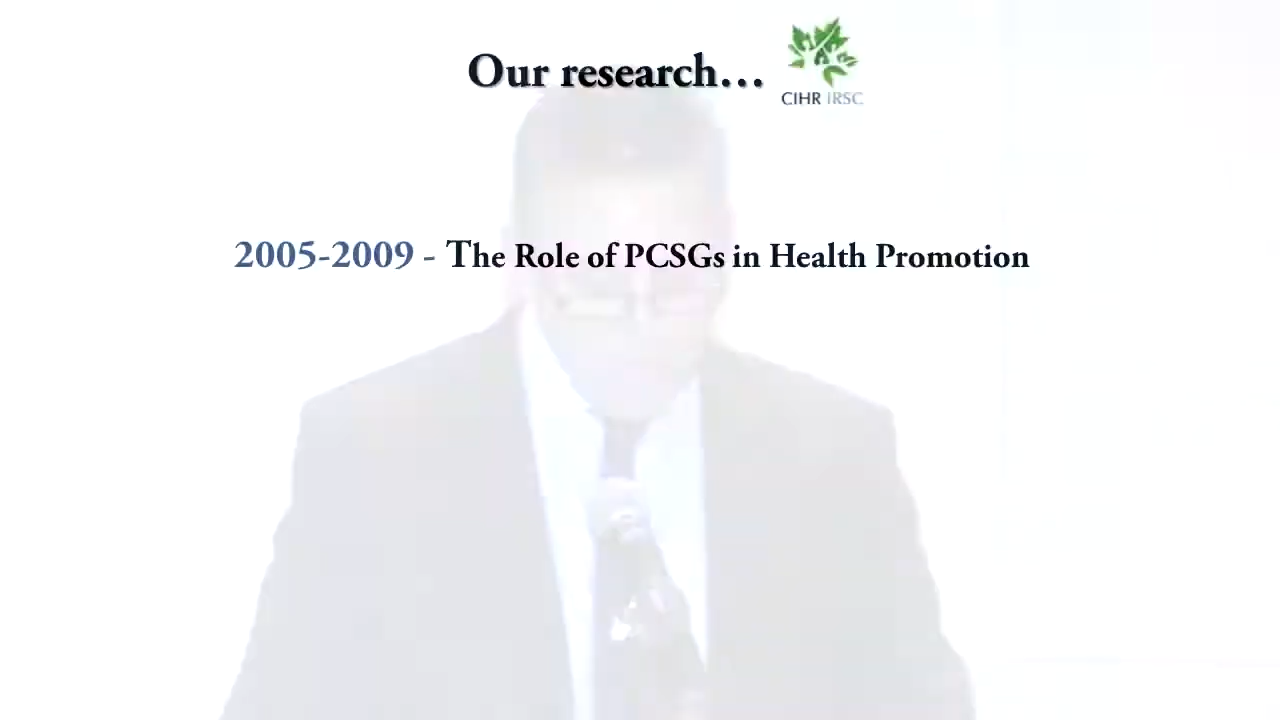 Our research…
CIHR IRSC
2005-2009 - The Role of PCSGs in Health Promotion